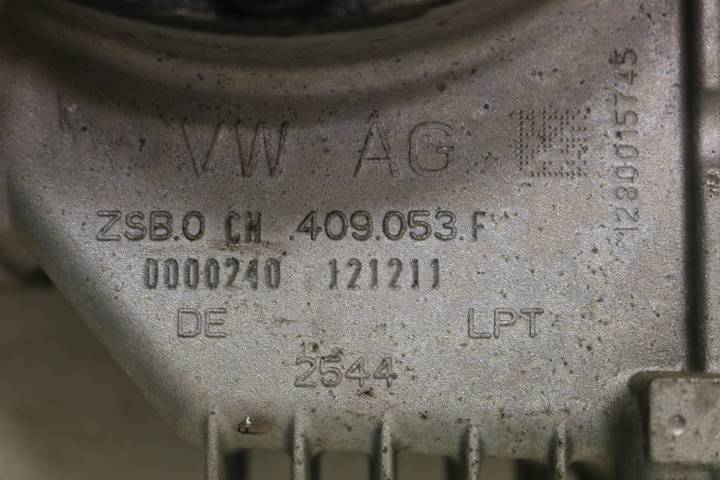 VW AG
ZSB.0 CN .409.053.F
0000240 121211
DE LPT
2544
1280015745